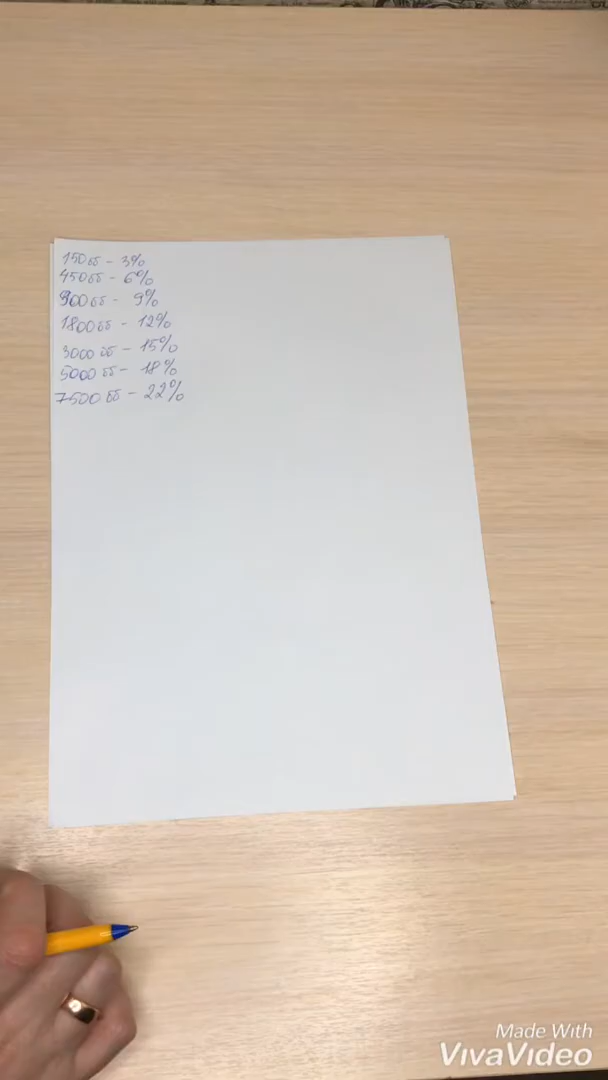 150 бб - 3%
450 бб - 6%
900 бб - 9%
1800 бб - 12%
3000 бб - 15%
5000 бб - 18%
7500 бб - 22%
Made With
VivaVideo